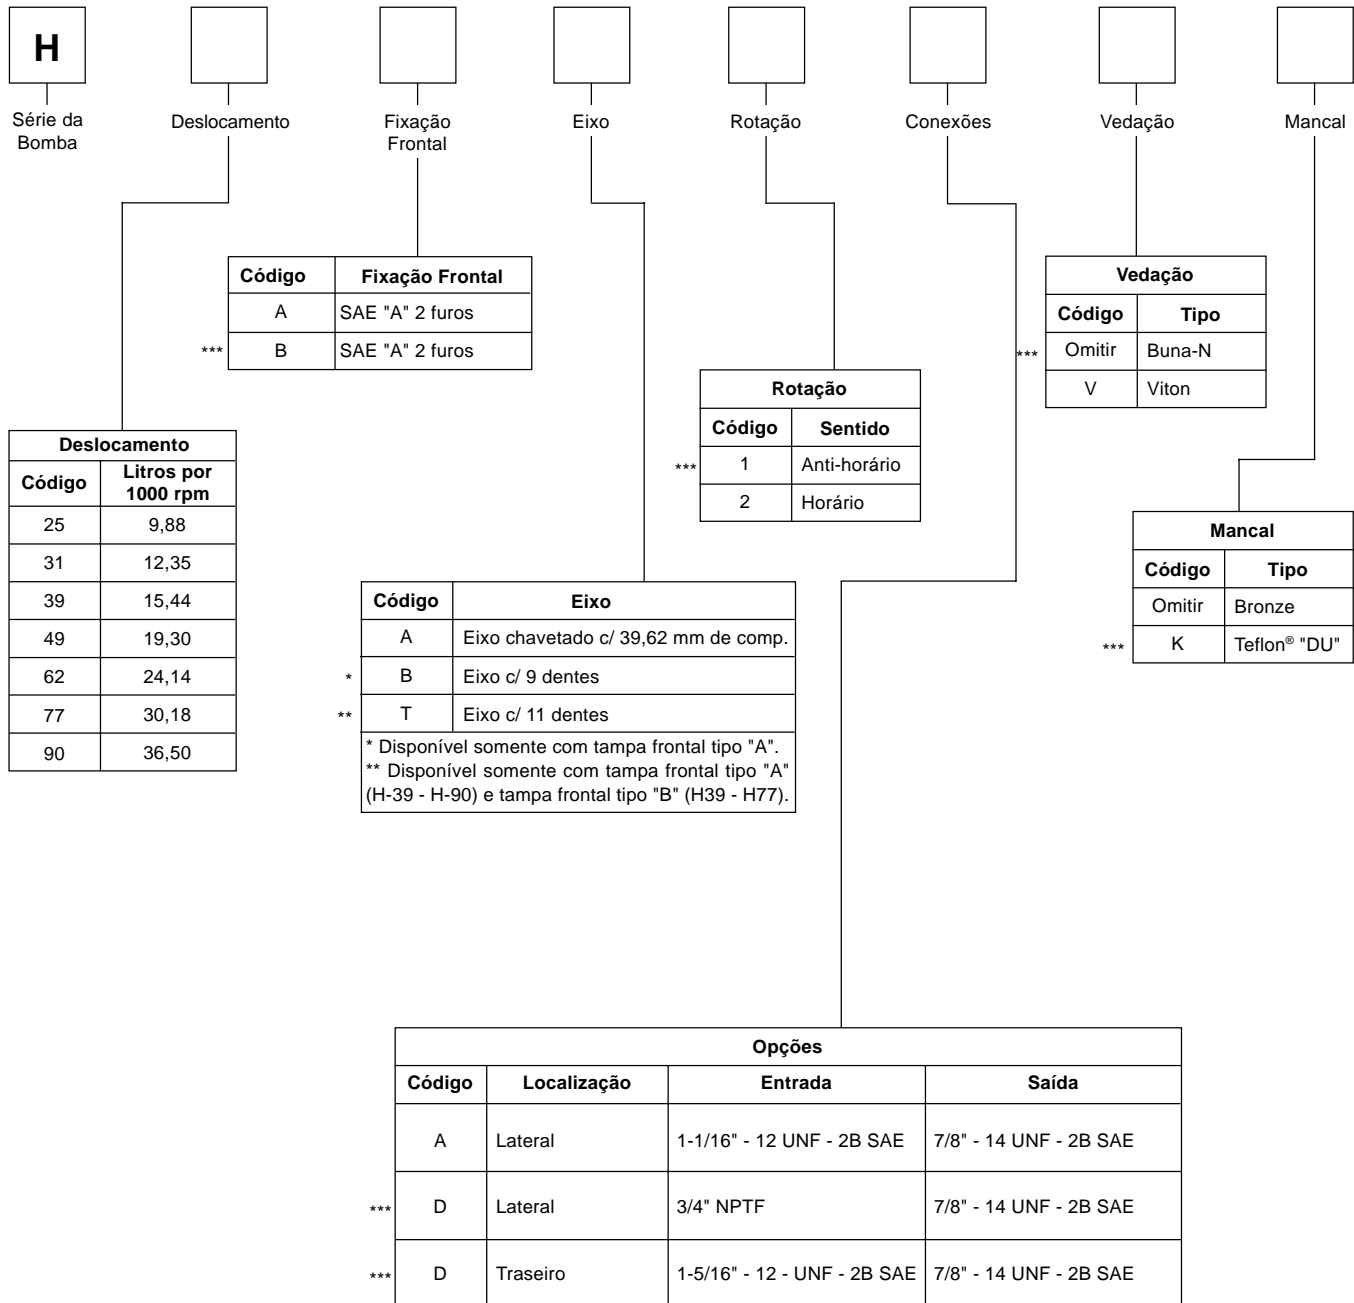 H
Série da
Bomba
Deslocamento
Fixação
Frontal
Eixo
Rotação
Conexões
Vedação
Mancal
Código Fixação Frontal
A SAE "A" 2 furos
*** B SAE "A" 2 furos
Vedação
Código Tipo
*** Omitir Buna-N
V Viton
Rotação
Código Sentido
*** 1 Anti-horário
2 Horário
Deslocamento
Código Litros por
1000 rpm
25 9,88
31 12,35
39 15,44
49 19,30
62 24,14
77 30,18
90 36,50
Mancal
Código Tipo
Omitir Bronze
*** K Teflon® "DU"
Código Eixo
A Eixo chavetado c/ 39,62 mm de comp.
* B Eixo c/ 9 dentes
** T Eixo c/ 11 dentes
* Disponível somente com tampa frontal tipo "A".
** Disponível somente com tampa frontal tipo "A"
(H-39 - H-90) e tampa frontal tipo "B" (H39 - H77).
Opções
Código Localização Entrada Saída
A Lateral 1-1/16" - 12 UNF - 2B SAE 7/8" - 14 UNF - 2B SAE
*** D Lateral 3/4" NPTF 7/8" - 14 UNF - 2B SAE
*** D Traseiro 1-5/16" - 12 - UNF - 2B SAE 7/8" - 14 UNF - 2B SAE